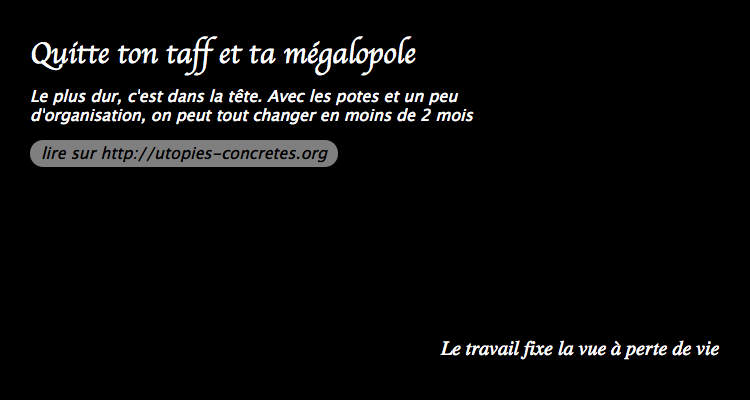 Quitte ton taff et ta mégalopole
Le plus dur, c'est dans la tête. Avec les potes et un peu
d'organisation, on peut tout changer en moins de 2 mois
lire sur http://utopies-concretes.org
Le travail fixe la vue à perte de vie